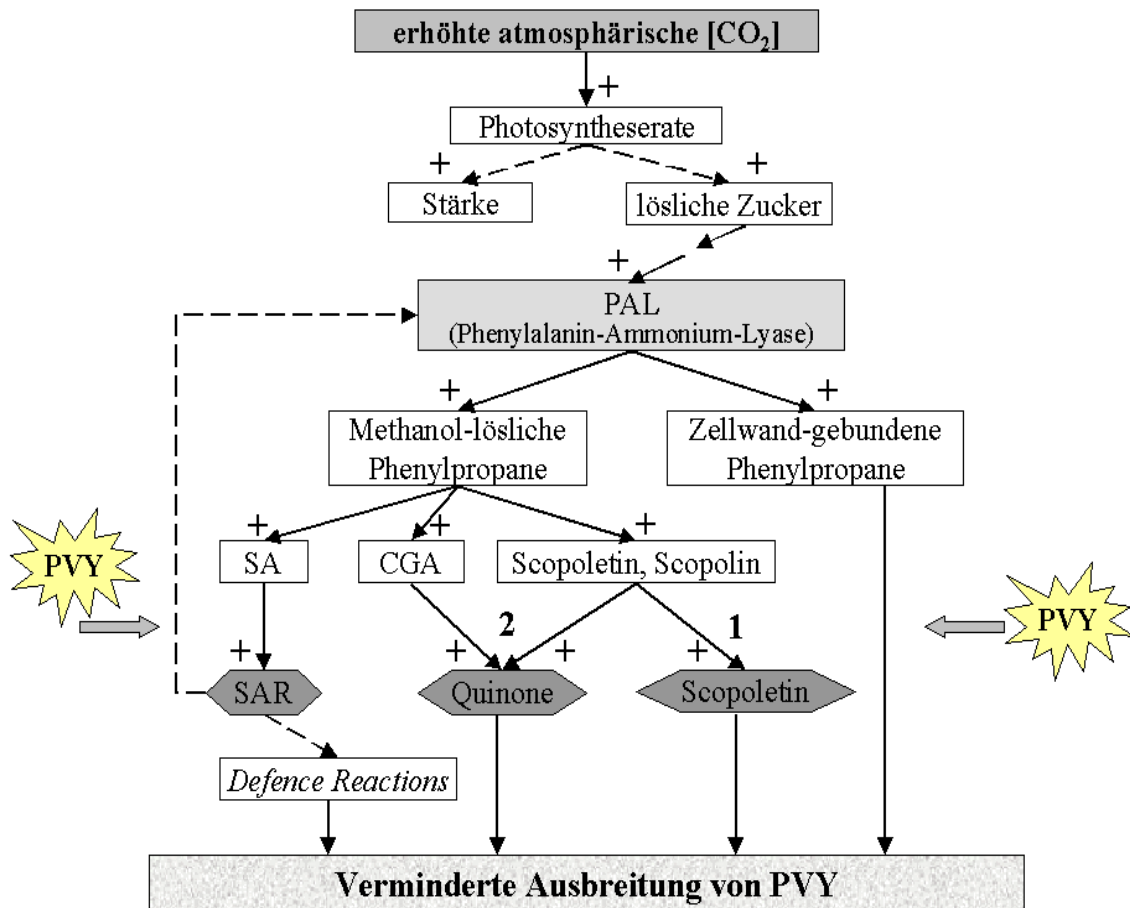 erhöhte atmosphärische [CO₂]
+
Photosyntheserate
+ +
Stärke lösliche Zucker
+
PAL
(Phenylalanin-Ammonium-Lyase)
+ +
Methanol-lösliche
Phenylpropane
Zellwand-gebundene
Phenylpropane
+ + +
SA CGA Scopoletin, Scopolin
PVY
PVY
2 1
+ + + +
SAR Quinone Scopoletin
Defence Reactions
Verminderte Ausbreitung von PVY